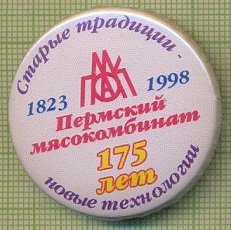 Старые традиции -
1823 1998
Пермский
мясокомбинат
175
лет
новые технологии